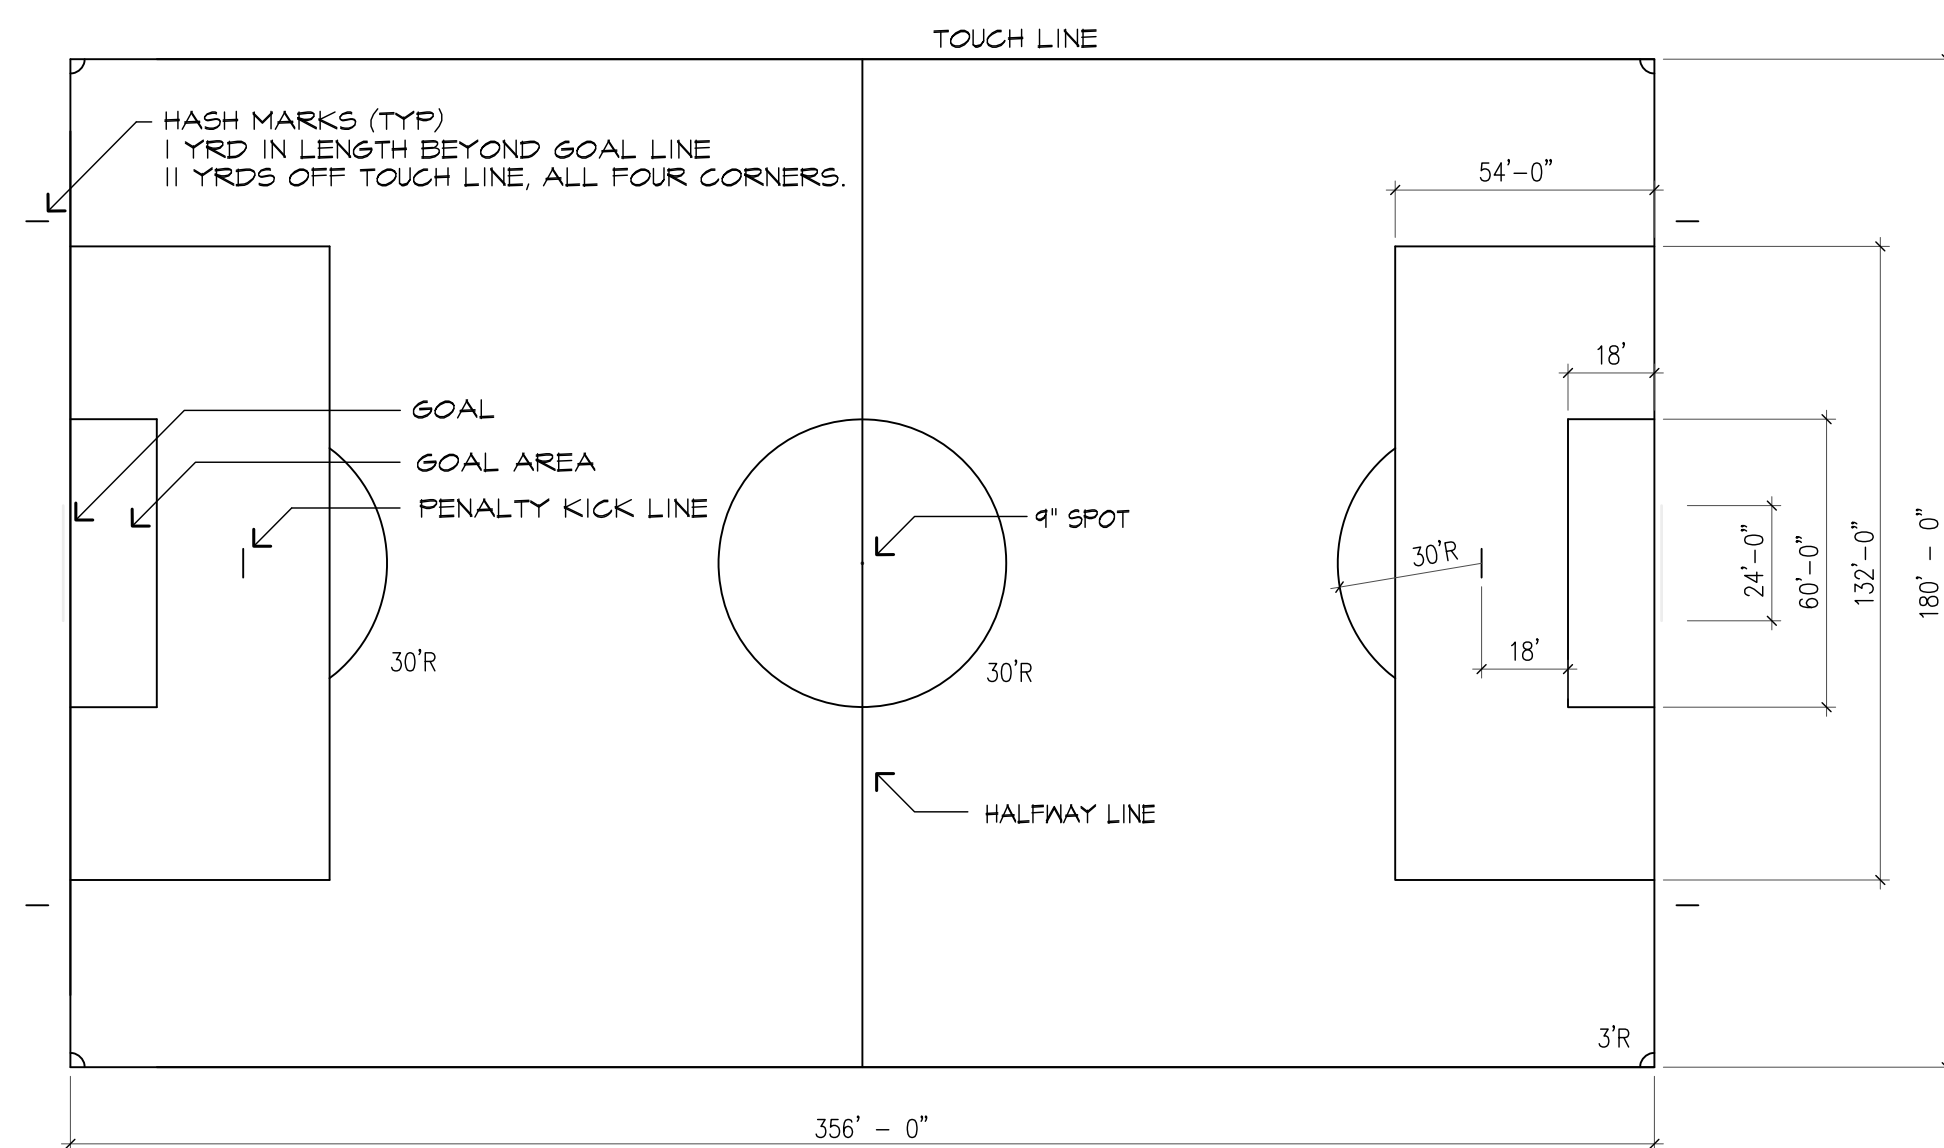 TOUCH LINE
HASH MARKS (TYP)
1 YRD IN LENGTH BEYOND GOAL LINE
11 YRDS OFF TOUCH LINE, ALL FOUR CORNERS.
54'-0"
18'
GOAL
GOAL AREA
PENALTY KICK LINE
9" SPOT
30'R
24'-0"
60'-0"
132'-0"
180' - 0"
18'
30'R
30'R
HALFWAY LINE
3'R
356' - 0"